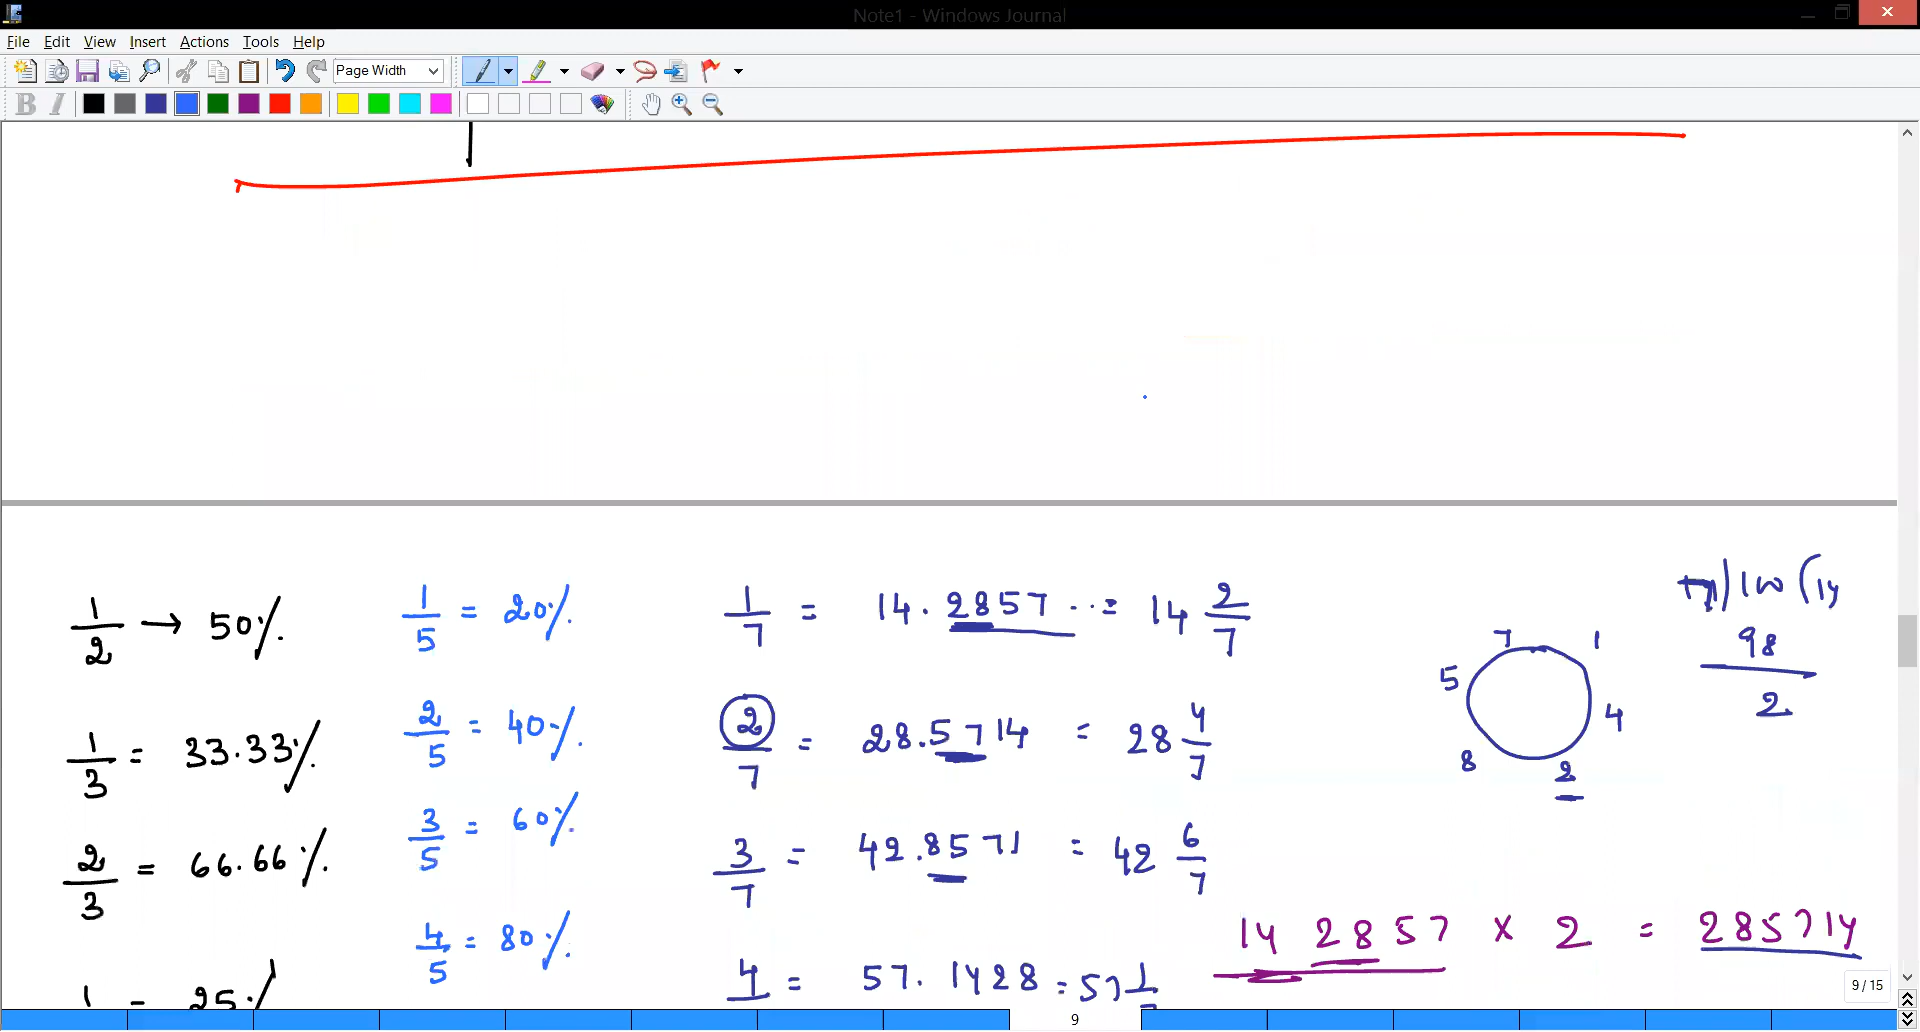 Note1 - Windows Journal
File Edit View Insert Actions Tools Help
Page Width
B I
1/2 → 50%.
1/3 = 33.33%.
2/3 = 66.66%.
1 = 25%
1/5 = 20%.
2/5 = 40%.
3/5 = 60%
4/5 = 80%.
1/7 = 14.2857 ··= 14 2/7
2/7 = 28.5714 = 28 4/7
3/7 = 42.8571 = 42 6/7
4 = 57.1428 = 57 1
7 1
5 4
8 2
7)100(14
98
2
142857 x 2 = 285714
9 / 15
9